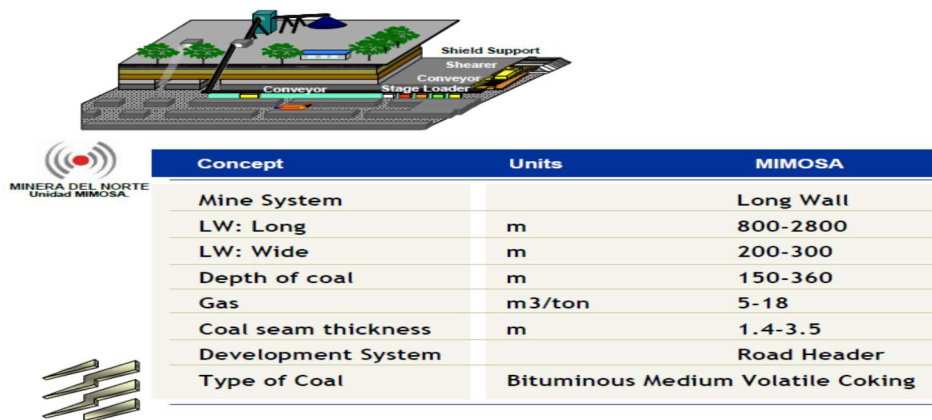 Shield Support
Shearer
Conveyor
Conveyor Stage Loader
MINERA DEL NORTE
Unidad MIMOSA.
Concept Units MIMOSA
Mine System Long Wall
LW: Long m 800-2800
LW: Wide m 200-300
Depth of coal m 150-360
Gas m3/ton 5-18
Coal seam thickness m 1.4-3.5
Development System Road Header
Type of Coal Bituminous Medium Volatile Coking